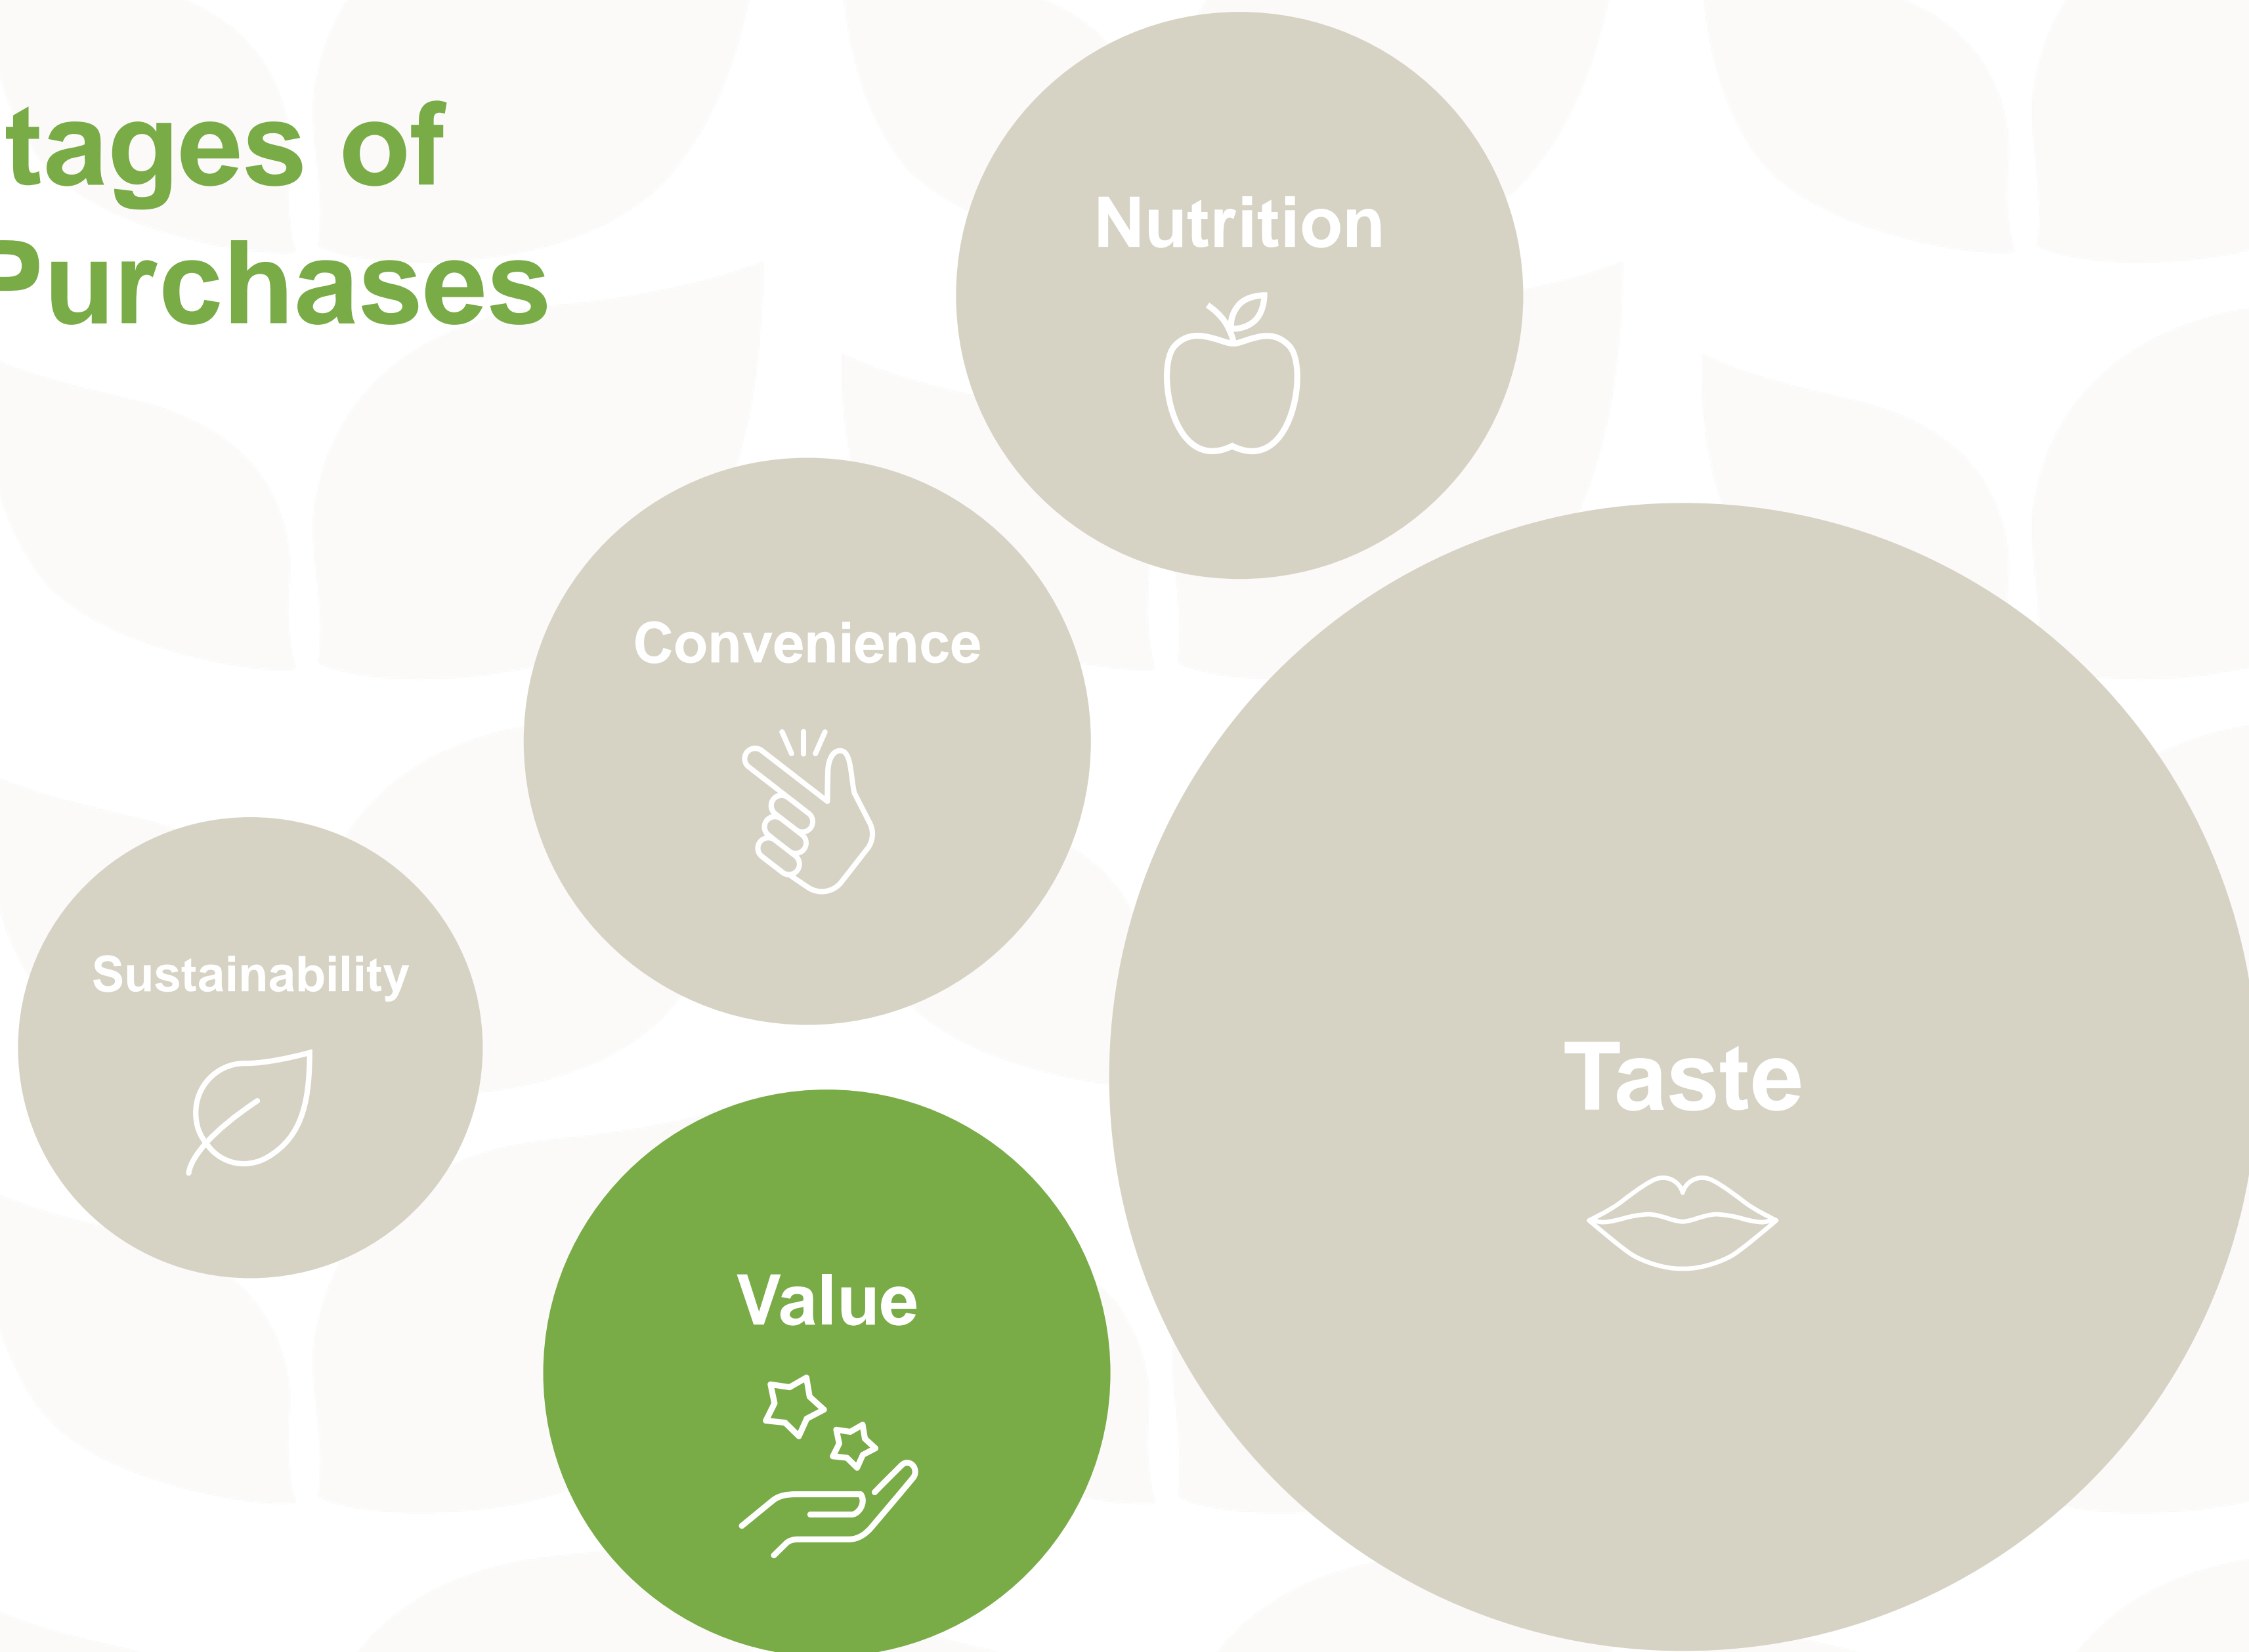 tages of
Purchases
Nutrition
Convenience
Sustainability
Taste
Value